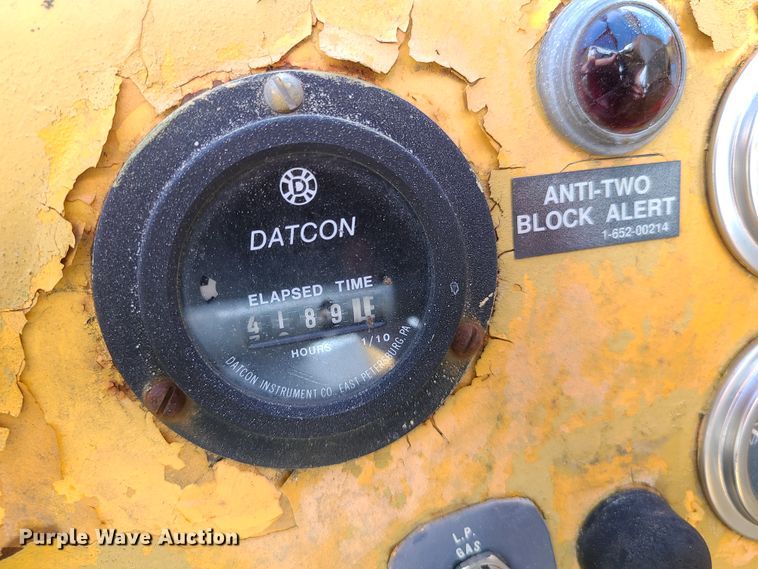 D
DATCON
ELAPSED TIME
4189
HOURS 1/10
DATCON INSTRUMENT CO. EAST PETERSBURG, PA
ANTI-TWO
BLOCK ALERT
1-652-00214
L.P.
GAS
Purple Wave Auction